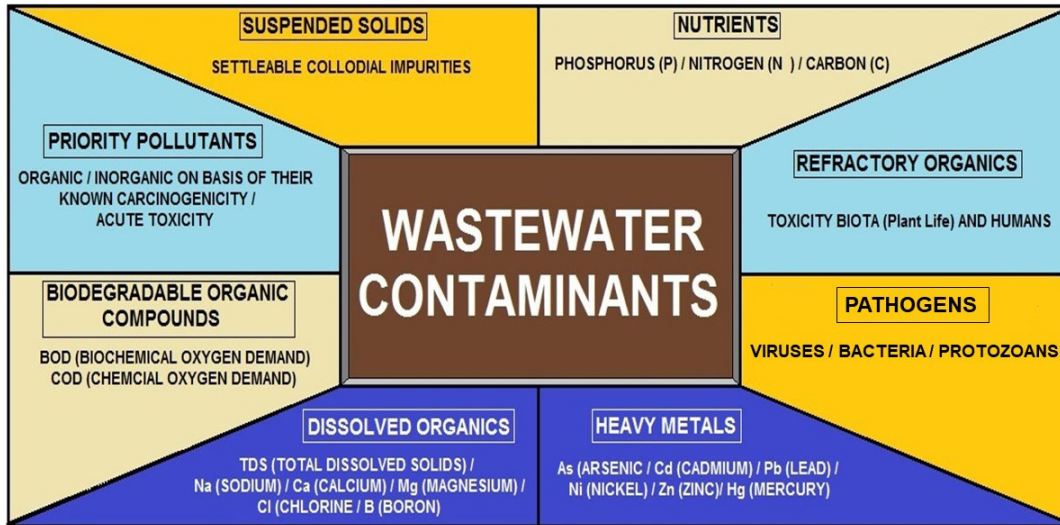 SUSPENDED SOLIDS
SETTLEABLE COLLODIAL IMPURITIES
NUTRIENTS
PHOSPHORUS (P) / NITROGEN (N ) / CARBON (C)
PRIORITY POLLUTANTS
ORGANIC / INORGANIC ON BASIS OF THEIR
KNOWN CARCINOGENICITY /
ACUTE TOXICITY
REFRACTORY ORGANICS
TOXICITY BIOTA (Plant Life) AND HUMANS
WASTEWATER
CONTAMINANTS
BIODEGRADABLE ORGANIC
COMPOUNDS
BOD (BIOCHEMICAL OXYGEN DEMAND)
COD (CHEMCIAL OXYGEN DEMAND)
PATHOGENS
VIRUSES / BACTERIA / PROTOZOANS
DISSOLVED ORGANICS
TDS (TOTAL DISSOLVED SOLIDS) /
Na (SODIUM) / Ca (CALCIUM) / Mg (MAGNESIUM) /
Cl (CHLORINE / B (BORON)
HEAVY METALS
As (ARSENIC / Cd (CADMIUM) / Pb (LEAD) /
Ni (NICKEL) / Zn (ZINC)/ Hg (MERCURY)